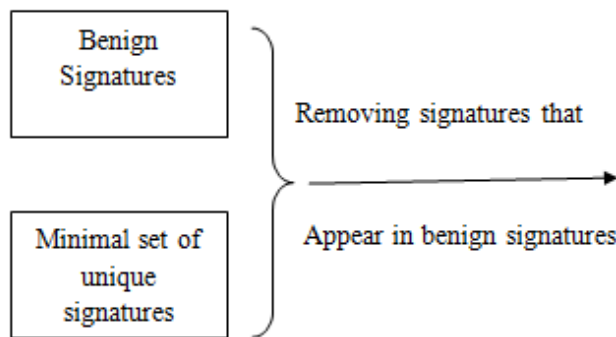 Benign
Signatures
Removing signatures that
Appear in benign signatures
Minimal set of
unique
signatures